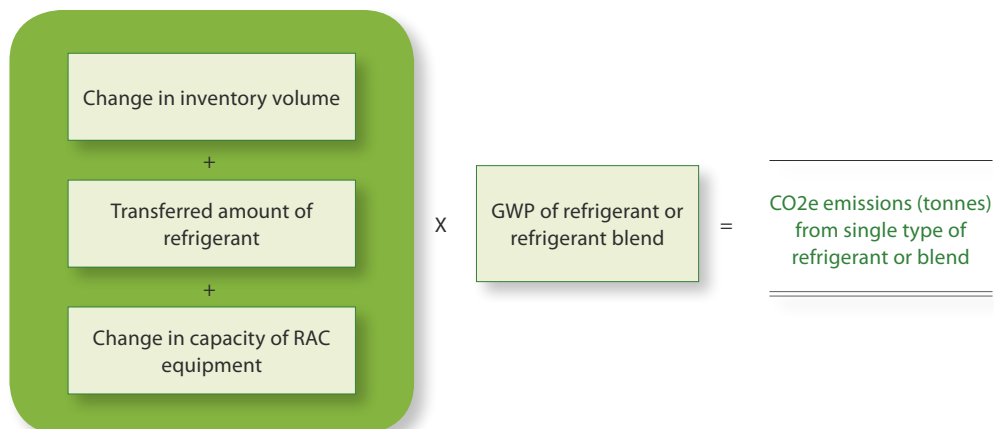 Change in inventory volume
+
Transferred amount of
refrigerant
+
Change in capacity of RAC
equipment
X
GWP of refrigerant or
refrigerant blend
=
CO2e emissions (tonnes)
from single type of
refrigerant or blend